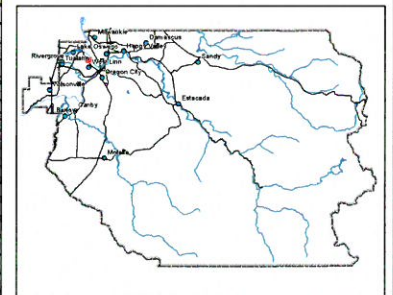 Milwaukie
Damascus
Lake Oswego
Happy Valley
Rivergrove
Tualatin
Sandy
West Linn
Oregon City
Wilsonville
Estacada
Canby
Barlow
Molalla